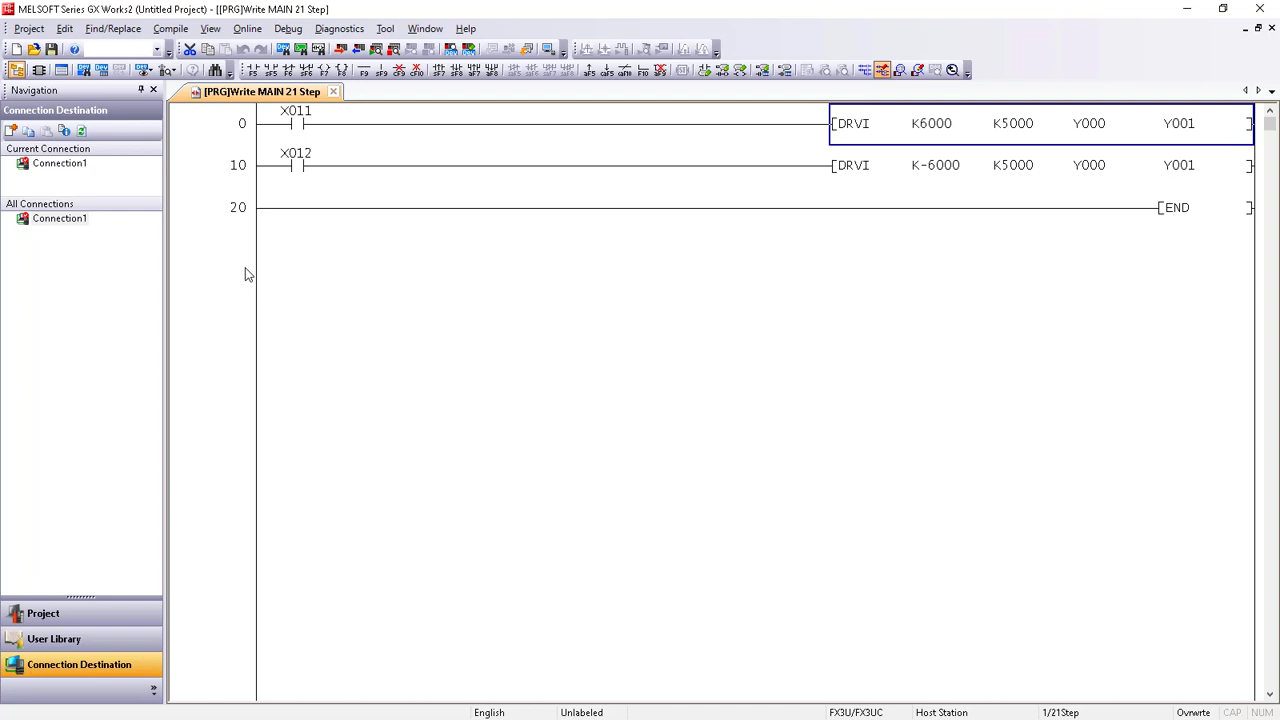 MELSOFT Series GX Works2 (Untitled Project) - [[PRG]Write MAIN 21 Step]
Project Edit Find/Replace Compile View Online Debug Diagnostics Tool Window Help
Navigation
[PRG]Write MAIN 21 Step
Connection Destination
Current Connection
Connection1
All Connections
Connection1
X011
0 DRVI K6000 K5000 Y000 Y001
X012
10 DRVI K-6000 K5000 Y000 Y001
20 END
Project
User Library
Connection Destination
English Unlabeled FX3U/FX3UC Host Station 1/21Step Ovrwrte CAP NUM